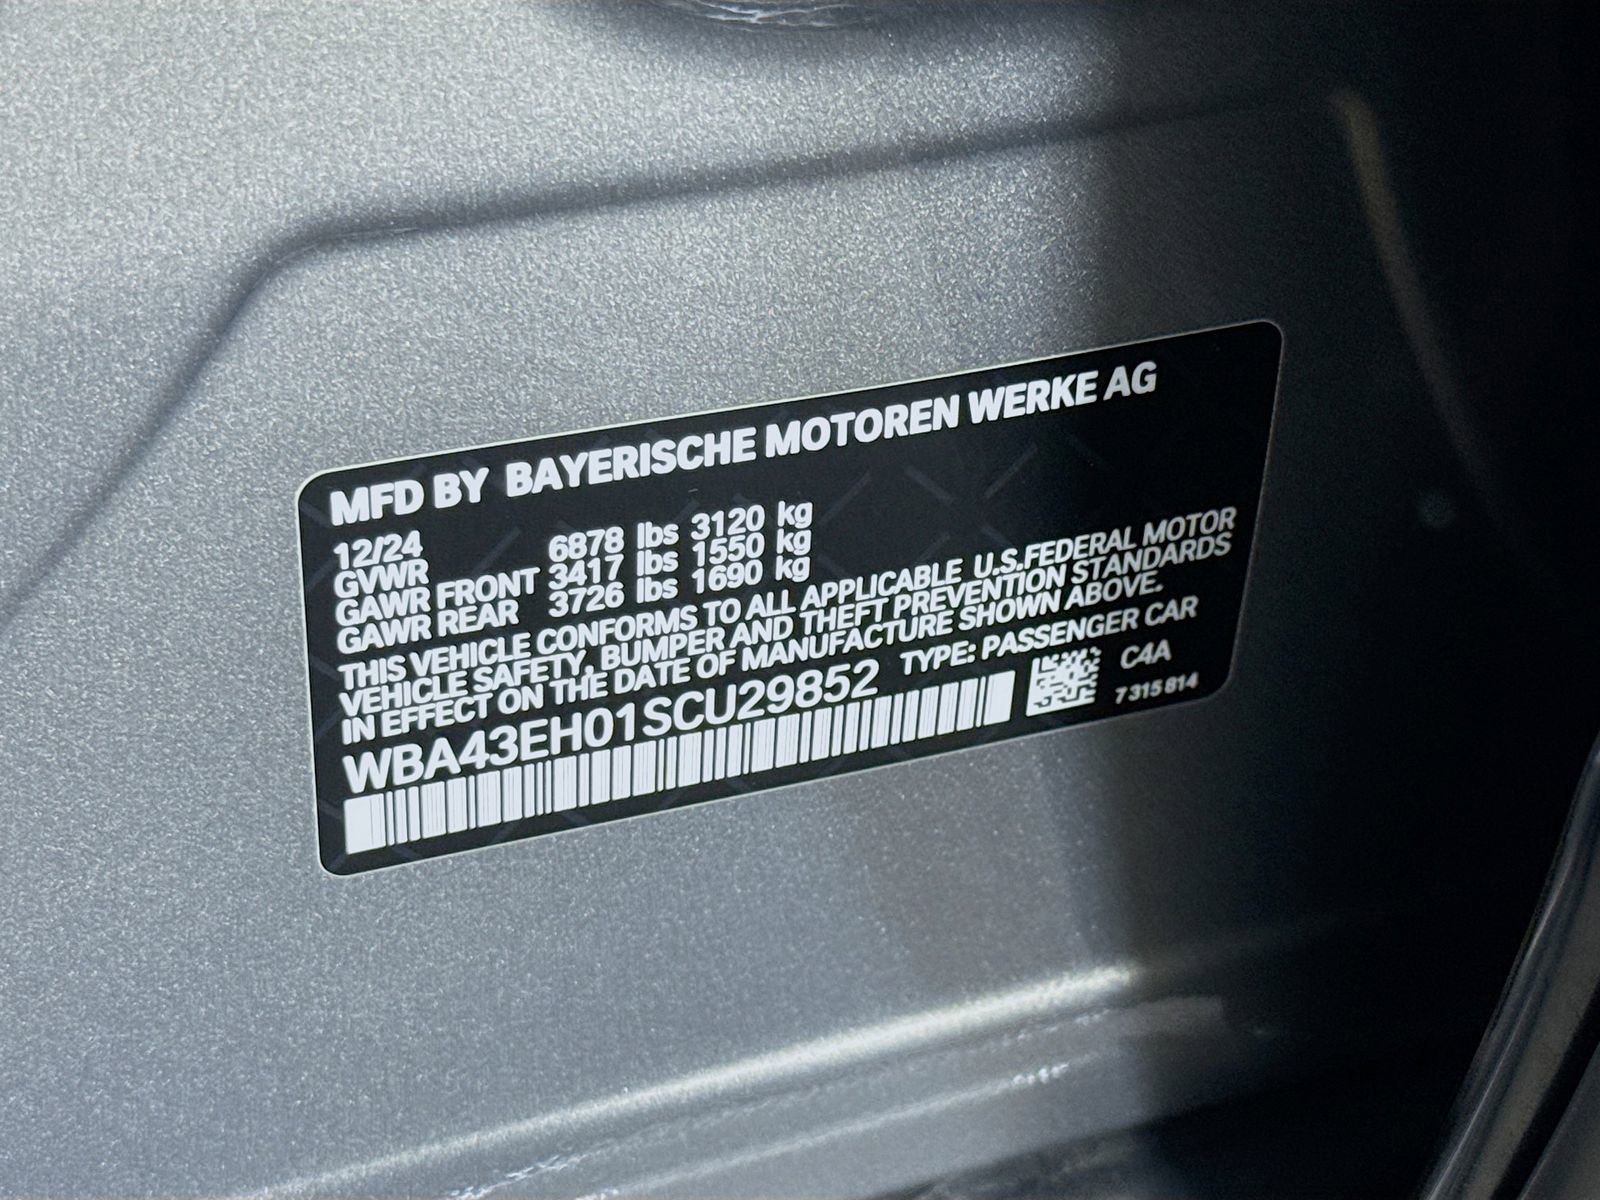 MFD BY BAYERISCHE MOTOREN WERKE AG
12/24
GVWR 6878 lbs 3120 kg
GAWR FRONT 3417 lbs 1550 kg
GAWR REAR 3726 lbs 1690 kg
THIS VEHICLE CONFORMS TO ALL APPLICABLE U.S.FEDERAL MOTOR
VEHICLE SAFETY, BUMPER AND THEFT PREVENTION STANDARDS
IN EFFECT ON THE DATE OF MANUFACTURE SHOWN ABOVE.
WBA43EH01SCU29852 TYPE: PASSENGER CAR
C4A
7 315 814